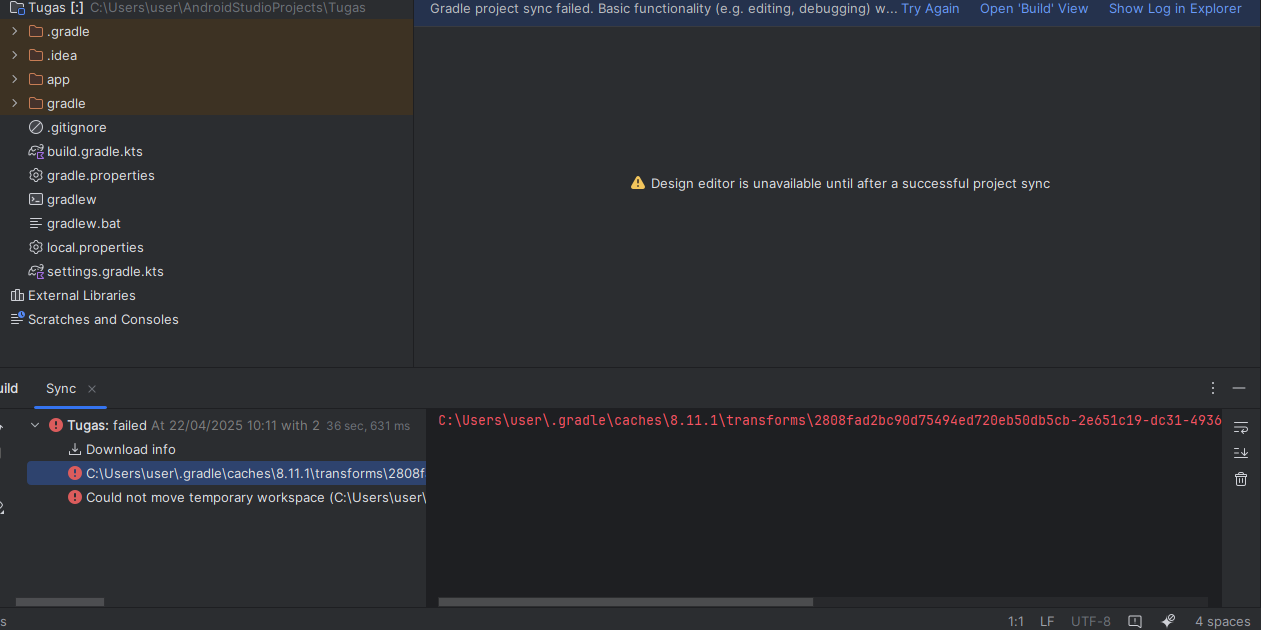 Tugas [:] C:\Users\user\AndroidStudioProjects\Tugas
.gradle
.idea
app
gradle
.gitignore
build.gradle.kts
gradle.properties
gradlew
gradlew.bat
local.properties
settings.gradle.kts
External Libraries
Scratches and Consoles
Gradle project sync failed. Basic functionality (e.g. editing, debugging) w... Try Again Open 'Build' View Show Log in Explorer
Design editor is unavailable until after a successful project sync
Sync
Tugas: failed At 22/04/2025 10:11 with 2 36 sec, 631 ms
Download info
C:\Users\user\.gradle\caches\8.11.1\transforms\2808f
Could not move temporary workspace (C:\Users\user\
C:\Users\user\.gradle\caches\8.11.1\transforms\2808fad2bc90d75494ed720eb50db5cb-2e651c19-dc31-4936
1:1 LF UTF-8 4 spaces